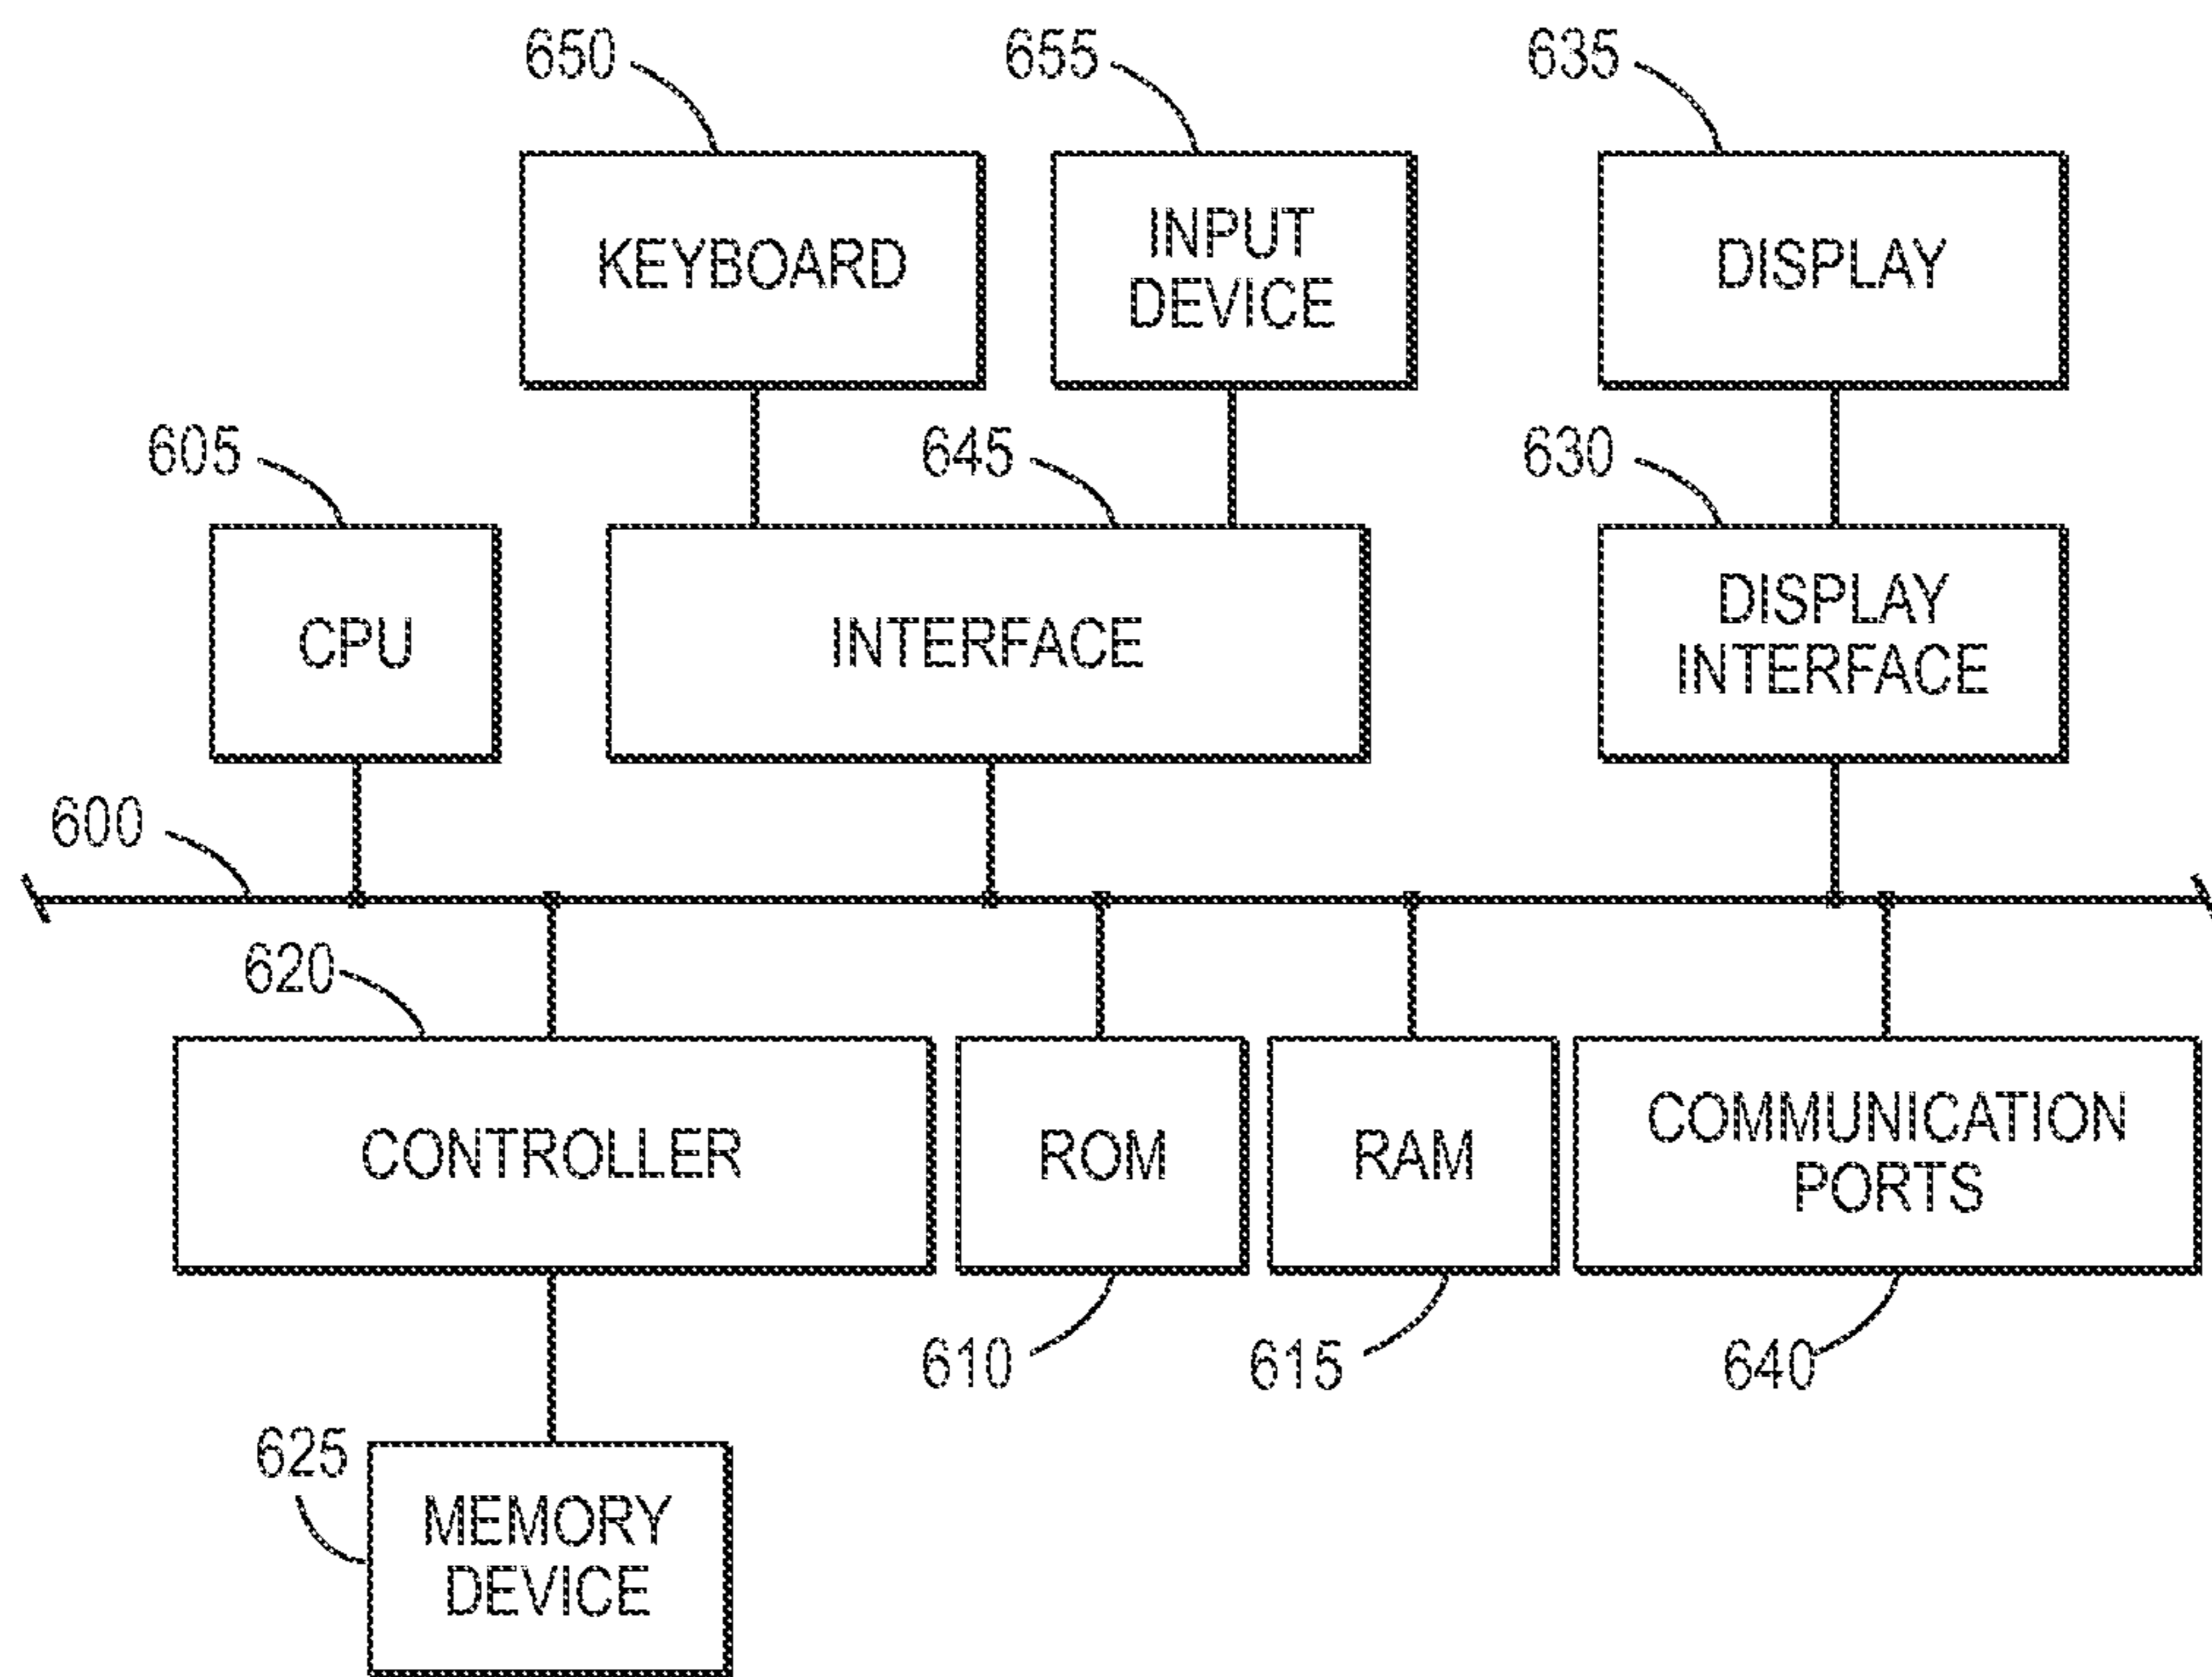 650
655
635
KEYBOARD
INPUT
DEVICE
DISPLAY
605
645
630
CPU
INTERFACE
DISPLAY
INTERFACE
600
620
CONTROLLER
ROM
RAM
COMMUNICATION
PORTS
610
615
640
625
MEMORY
DEVICE